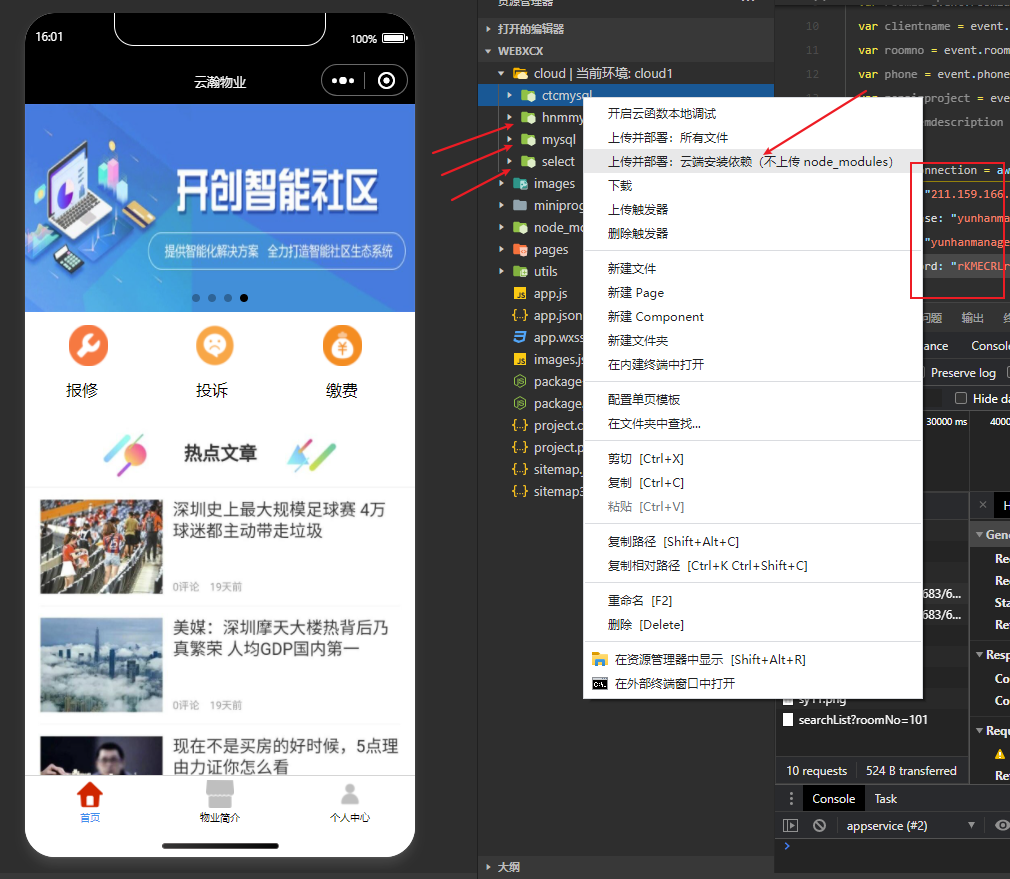 16:01
100%
云瀚物业
开创智能社区
提供智能化解决方案 全力打造智能社区生态系统
报修
投诉
缴费
热点文章
深圳史上最大规模足球赛 4万
球迷都主动带走垃圾
0评论 19天前
美媒：深圳摩天大楼热背后乃
真繁荣 人均GDP国内第一
0评论 19天前
现在不是买房的好时候，5点理
由力证你怎么看
首页
物业简介
个人中心
资源管理器
打开的编辑器
WEBXCX
cloud | 当前环境: cloud1
ctcmysql
hnmmy
mysql
select
images
miniprog
node_mo
pages
utils
app.js
app.json
app.wxss
images.js
package
package.
project.c
project.p
sitemap.
sitemap3
大纲
开启云函数本地调试
上传并部署：所有文件
上传并部署：云端安装依赖（不上传 node_modules）
下载
上传触发器
删除触发器
新建文件
新建 Page
新建 Component
新建文件夹
在内建终端中打开
配置单页模板
在文件夹中查找...
剪切 [Ctrl+X]
复制 [Ctrl+C]
粘贴 [Ctrl+V]
复制路径 [Shift+Alt+C]
复制相对路径 [Ctrl+K Ctrl+Shift+C]
重命名 [F2]
删除 [Delete]
在资源管理器中显示 [Shift+Alt+R]
在外部终端窗口中打开
10 var clientname = event.
11 var roomno = event.room
12 var phone = event.phone
project = eve
mdescription
onnection = aw
"211.159.166.
se: "yunhanma
"yunhanmanage
rd: "rKMECRLr
问题 输出
ance Console
Preserve log
Hide da
30000 ms 4000
Gene
Re
Re
Sta
Re
683/6...
683/6...
Resp
Co
Co
Requ
Re
sy11.png
searchList?roomNo=101
10 requests 524 B transferred
Console Task
appservice (#2)